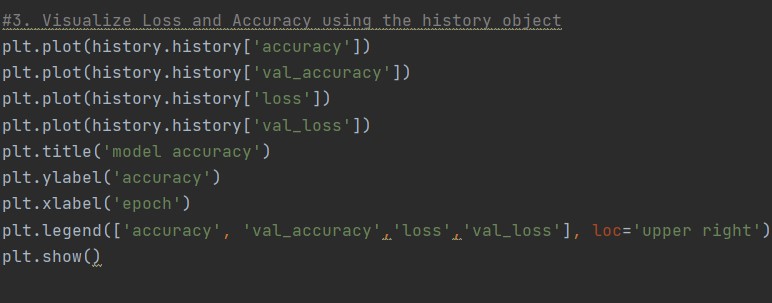 #3. Visualize Loss and Accuracy using the history object
plt.plot(history.history['accuracy'])
plt.plot(history.history['val_accuracy'])
plt.plot(history.history['loss'])
plt.plot(history.history['val_loss'])
plt.title('model accuracy')
plt.ylabel('accuracy')
plt.xlabel('epoch')
plt.legend(['accuracy', 'val_accuracy','loss','val_loss'], loc='upper right')
plt.show()